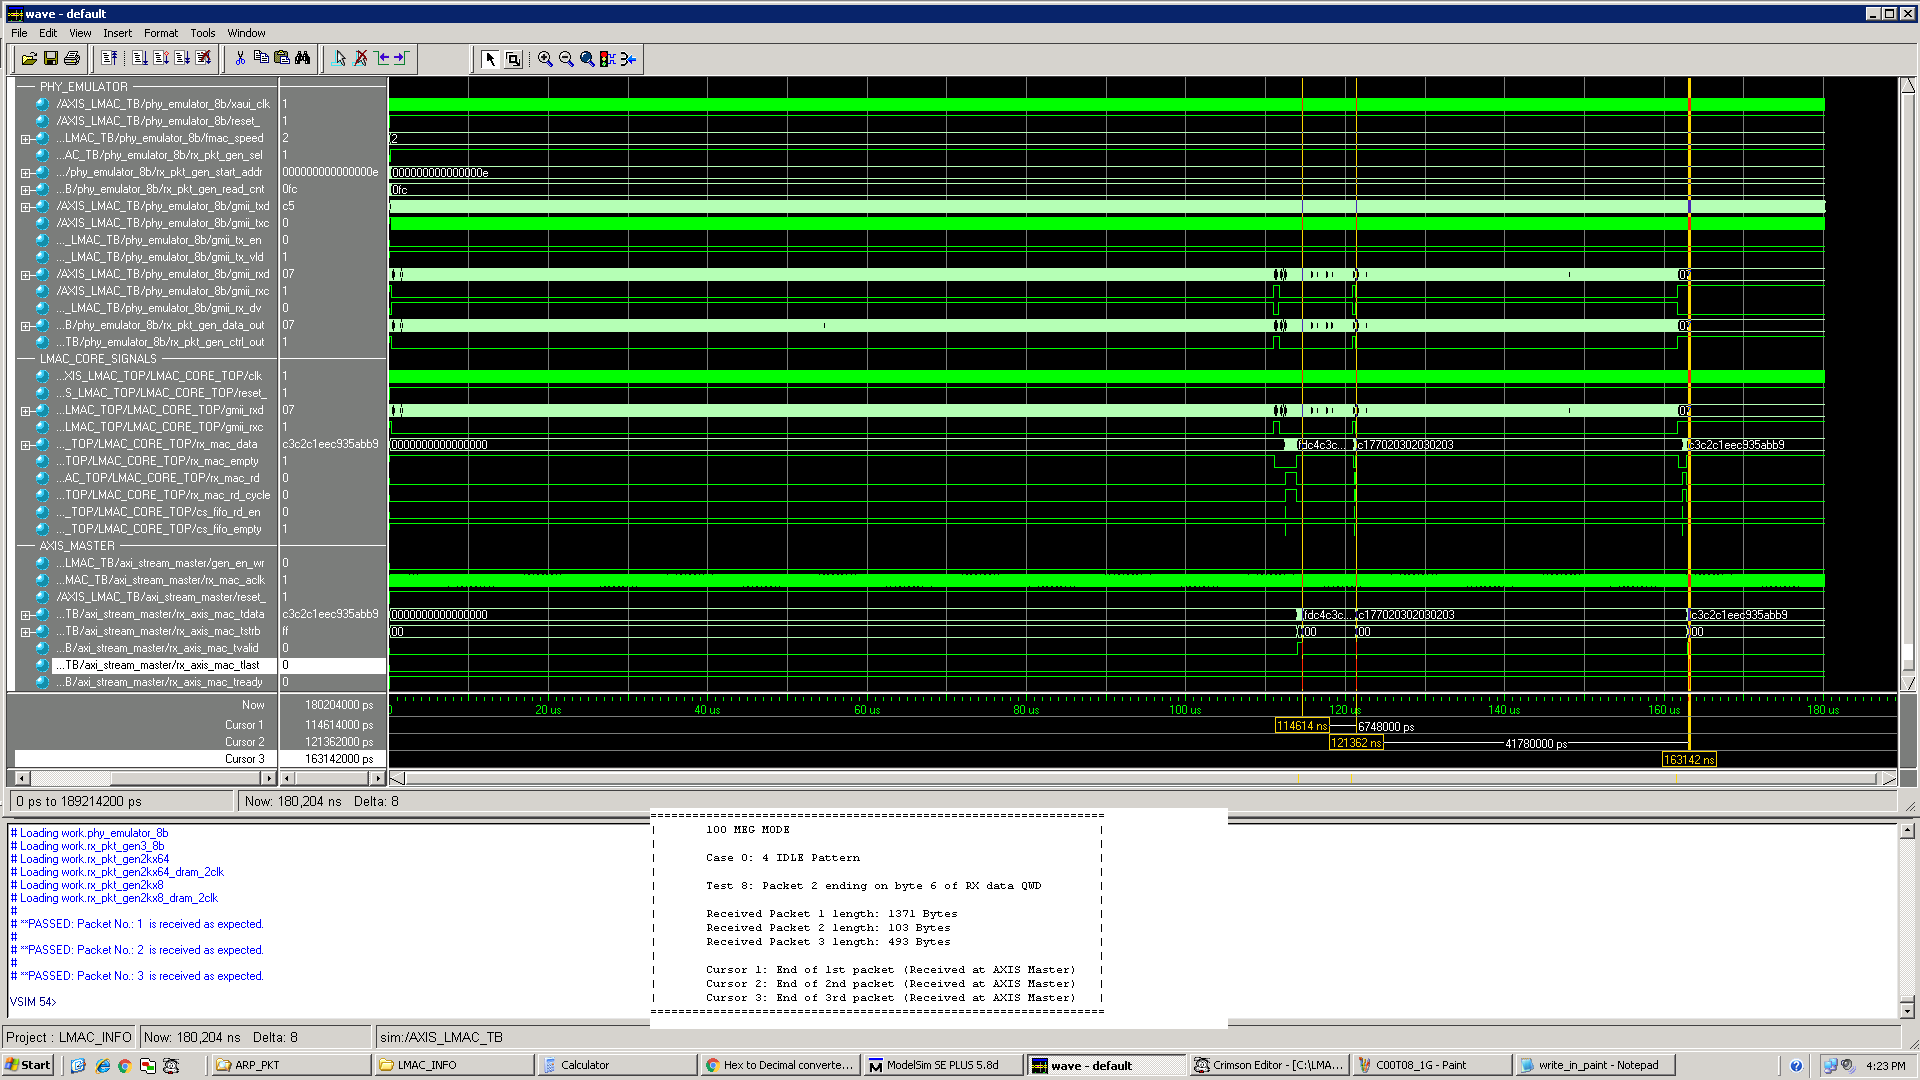 wave - default
File Edit View Insert Format Tools Window
PHY_EMULATOR
/AXIS_LMAC_TB/phy_emulator_8b/xaui_clk 1
/AXIS_LMAC_TB/phy_emulator_8b/reset_ 1
...LMAC_TB/phy_emulator_8b/fmac_speed 2 2
...AC_TB/phy_emulator_8b/rx_pkt_gen_sel 1
.../phy_emulator_8b/rx_pkt_gen_start_addr 000000000000000e 000000000000000e
...B/phy_emulator_8b/rx_pkt_gen_read_cnt 0fc 0fc
/AXIS_LMAC_TB/phy_emulator_8b/gmii_txd c5
/AXIS_LMAC_TB/phy_emulator_8b/gmii_txc 0
..._LMAC_TB/phy_emulator_8b/gmii_tx_en 0
..._LMAC_TB/phy_emulator_8b/gmii_tx_vld 1
/AXIS_LMAC_TB/phy_emulator_8b/gmii_rxd 07
/AXIS_LMAC_TB/phy_emulator_8b/gmii_rxc 1
..._LMAC_TB/phy_emulator_8b/gmii_rx_dv 0
...B/phy_emulator_8b/rx_pkt_gen_data_out 07
...TB/phy_emulator_8b/rx_pkt_gen_ctrl_out 1
LMAC_CORE_SIGNALS
...XIS_LMAC_TOP/LMAC_CORE_TOP/clk 1
...S_LMAC_TOP/LMAC_CORE_TOP/reset_ 1
...LMAC_TOP/LMAC_CORE_TOP/gmii_rxd 07
...LMAC_TOP/LMAC_CORE_TOP/gmii_rxc 1
..._TOP/LMAC_CORE_TOP/rx_mac_data c3c2c1eec935abb9 0000000000000000 fdc4c3c... c177020302030203 c3c2c1eec935abb9
...TOP/LMAC_CORE_TOP/rx_mac_empty 1
...AC_TOP/LMAC_CORE_TOP/rx_mac_rd 0
...TOP/LMAC_CORE_TOP/rx_mac_rd_cycle 0
..._TOP/LMAC_CORE_TOP/cs_fifo_rd_en 0
..._TOP/LMAC_CORE_TOP/cs_fifo_empty 1
AXIS_MASTER
...LMAC_TB/axi_stream_master/gen_en_wr 0
...MAC_TB/axi_stream_master/rx_mac_aclk 1
/AXIS_LMAC_TB/axi_stream_master/reset_ 1
...TB/axi_stream_master/rx_axis_mac_tdata c3c2c1eec935abb9 0000000000000000 fdc4c3c... c177020302030203 c3c2c1eec935abb9
...TB/axi_stream_master/rx_axis_mac_tstrb ff 00 00 00 00
...B/axi_stream_master/rx_axis_mac_tvalid 0
...TB/axi_stream_master/rx_axis_mac_tlast 0
...B/axi_stream_master/rx_axis_mac_tready 0
Now 180204000 ps 20 us 40 us 60 us 80 us 100 us 120 us 140 us 160 us 180 us
Cursor 1 114614000 ps 114614 ns 6748000 ps
Cursor 2 121362000 ps 121362 ns 41780000 ps
Cursor 3 163142000 ps 163142 ns
0 ps to 189214200 ps Now: 180,204 ns Delta: 8
# Loading work.phy_emulator_8b
# Loading work.rx_pkt_gen3_8b
# Loading work.rx_pkt_gen2kx64
# Loading work.rx_pkt_gen2kx64_dram_2clk
# Loading work.rx_pkt_gen2kx8
# Loading work.rx_pkt_gen2kx8_dram_2clk
#
# **PASSED: Packet No.: 1 is received as expected.
#
# **PASSED: Packet No.: 2 is received as expected.
#
# **PASSED: Packet No.: 3 is received as expected.
VSIM 54>
100 MEG MODE
Case 0: 4 IDLE Pattern
Test 8: Packet 2 ending on byte 6 of RX data QWD
Received Packet 1 length: 1371 Bytes
Received Packet 2 length: 103 Bytes
Received Packet 3 length: 493 Bytes
Cursor 1: End of 1st packet (Received at AXIS Master)
Cursor 2: End of 2nd packet (Received at AXIS Master)
Cursor 3: End of 3rd packet (Received at AXIS Master)
Project : LMAC_INFO Now: 180,204 ns Delta: 8 sim:/AXIS_LMAC_TB
Start ARP_PKT LMAC_INFO Calculator Hex to Decimal converte... ModelSim SE PLUS 5.8d wave - default Crimson Editor - [C:\LMA... C00T08_1G - Paint write_in_paint - Notepad 4:23 PM